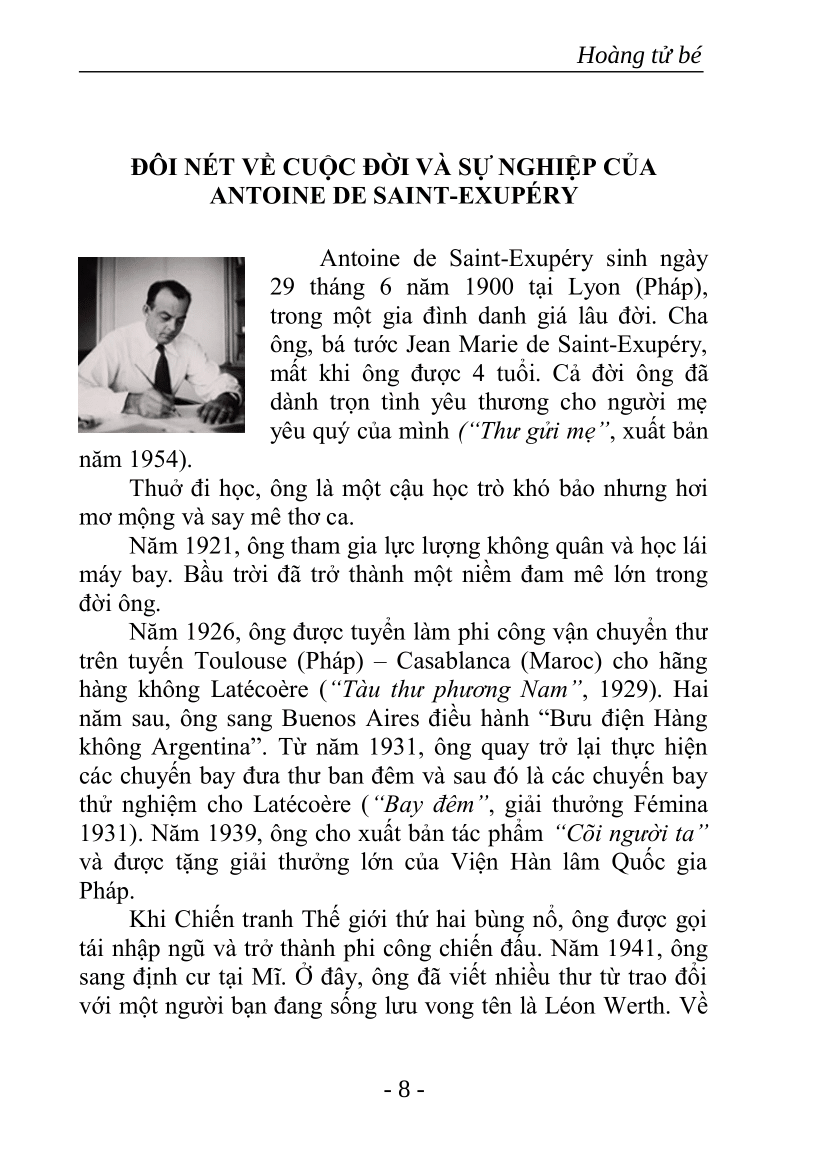 Hoàng tử bé
ĐÔI NÉT VỀ CUỘC ĐỜI VÀ SỰ NGHIỆP CỦA
ANTOINE DE SAINT-EXUPÉRY
Antoine de Saint-Exupéry sinh ngày
29 tháng 6 năm 1900 tại Lyon (Pháp),
trong một gia đình danh giá lâu đời. Cha
ông, bá tước Jean Marie de Saint-Exupéry,
mất khi ông được 4 tuổi. Cả đời ông đã
dành trọn tình yêu thương cho người mẹ
yêu quý của mình (“Thư gửi mẹ”, xuất bản
năm 1954).
Thuở đi học, ông là một cậu học trò khó bảo nhưng hơi
mơ mộng và say mê thơ ca.
Năm 1921, ông tham gia lực lượng không quân và học lái
máy bay. Bầu trời đã trở thành một niềm đam mê lớn trong
đời ông.
Năm 1926, ông được tuyển làm phi công vận chuyển thư
trên tuyến Toulouse (Pháp) – Casablanca (Maroc) cho hãng
hàng không Latécoère (“Tàu thư phương Nam”, 1929). Hai
năm sau, ông sang Buenos Aires điều hành “Bưu điện Hàng
không Argentina”. Từ năm 1931, ông quay trở lại thực hiện
các chuyến bay đưa thư ban đêm và sau đó là các chuyến bay
thử nghiệm cho Latécoère (“Bay đêm”, giải thưởng Fémina
1931). Năm 1939, ông cho xuất bản tác phẩm “Cõi người ta”
và được tặng giải thưởng lớn của Viện Hàn lâm Quốc gia
Pháp.
Khi Chiến tranh Thế giới thứ hai bùng nổ, ông được gọi
tái nhập ngũ và trở thành phi công chiến đấu. Năm 1941, ông
sang định cư tại Mĩ. Ở đây, ông đã viết nhiều thư từ trao đổi
với một người bạn đang sống lưu vong tên là Léon Werth. Về
- 8 -